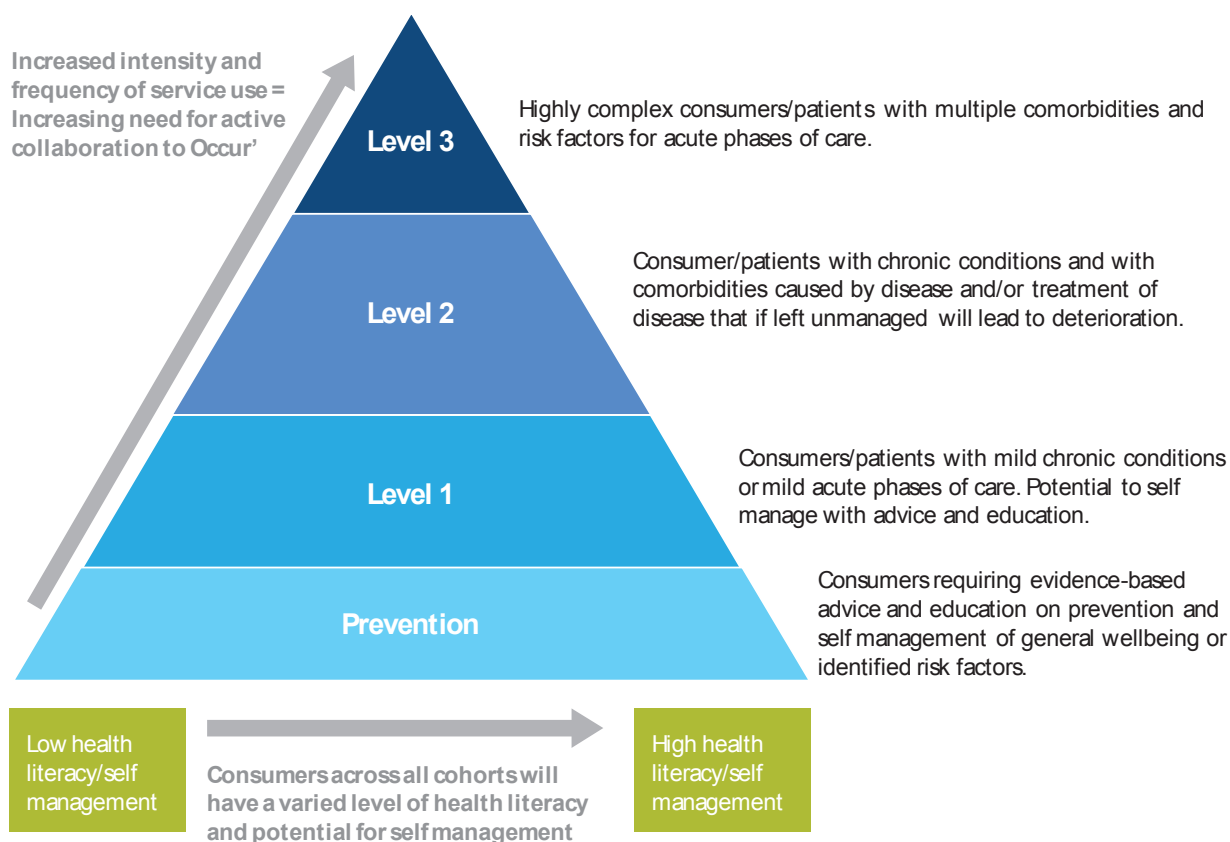 Increased intensity and
frequency of service use =
Increasing need for active
collaboration to Occur’
Level 3
Highly complex consumers/patients with multiple comorbidities and
risk factors for acute phases of care.
Level 2
Consumer/patients with chronic conditions and with
comorbidities caused by disease and/or treatment of
disease that if left unmanaged will lead to deterioration.
Level 1
Consumers/patients with mild chronic conditions
or mild acute phases of care. Potential to self
manage with advice and education.
Prevention
Consumers requiring evidence-based
advice and education on prevention and
self management of general wellbeing or
identified risk factors.
Low health
literacy/self
management
Consumers across all cohorts will
have a varied level of health literacy
and potential for self management
High health
literacy/self
management